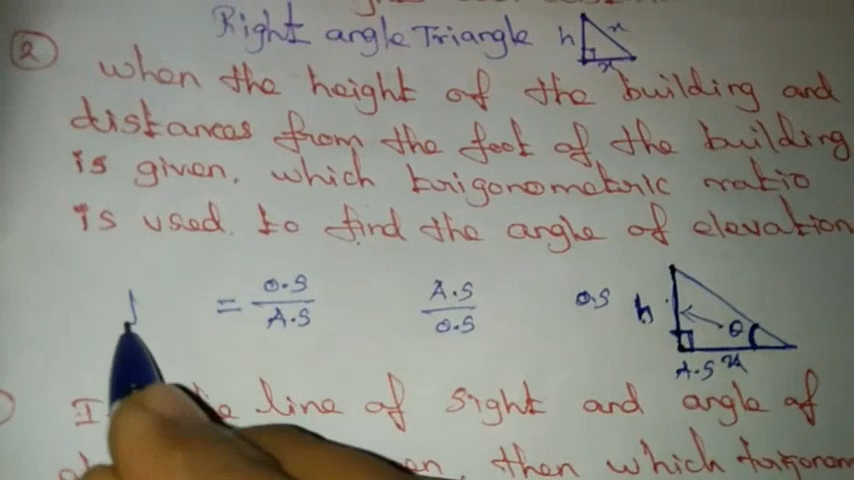 Right angle Triangle h x x
② when the height of the building and
distances from the foot of the building
is given. which trigonometric ratio
is used to find the angle of elevation
= O.S / A.S A.S / O.S O.S h θ
A.S x
line of sight and angle of
then which trigonom